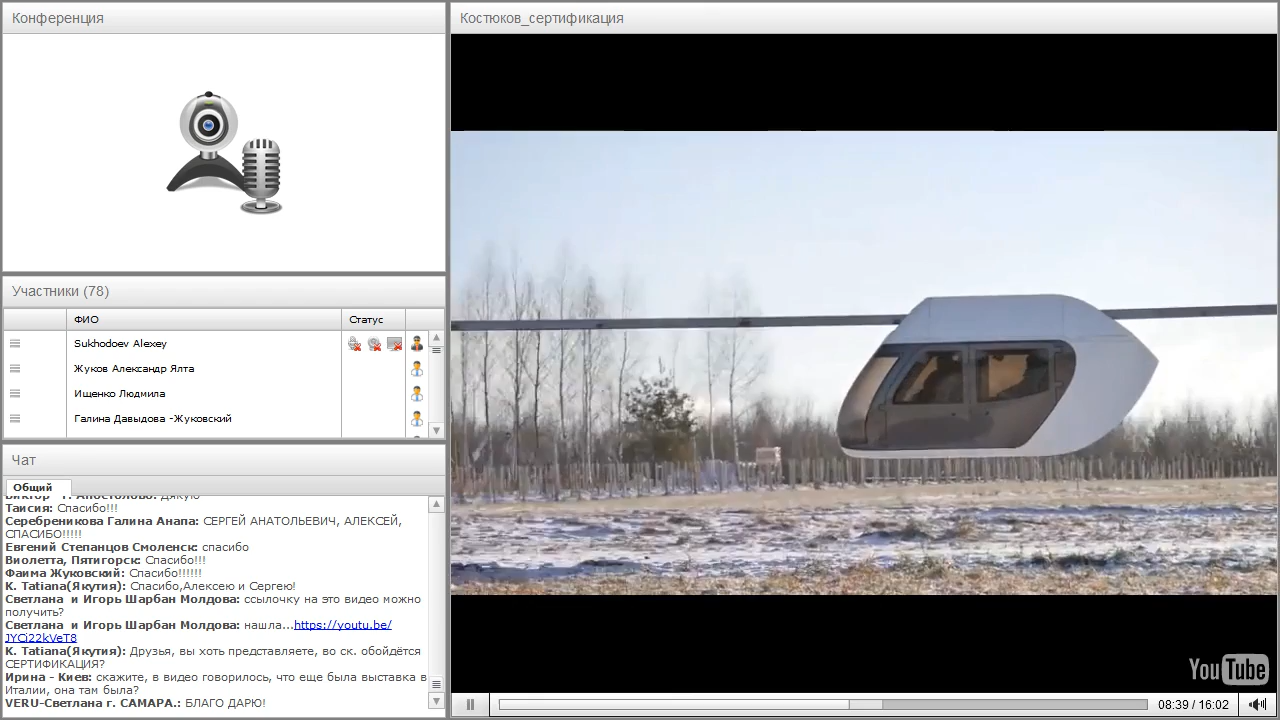 Конференция
Костюков_сертификация
Участники (78)
ФИО Статус
Sukhodoev Alexey
Жуков Александр Ялта
Ищенко Людмила
Галина Давыдова -Жуковский
Чат
Общий
Таисия: Спасибо!!!
Серебреникова Галина Анапа: СЕРГЕЙ АНАТОЛЬЕВИЧ, АЛЕКСЕЙ,
СПАСИБО!!!!!
Евгений Степанцов Смоленск: спасибо
Виолетта, Пятигорск: Спасибо!!!
Фаима Жуковский: Спасибо!!!!!!
K. Tatiana(Якутия): Спасибо,Алексею и Сергею!
Светлана и Игорь Шарбан Молдова: ссылочку на это видео можно
получить?
Светлана и Игорь Шарбан Молдова: нашла...https://youtu.be/
JYCi22kVeT8
K. Tatiana(Якутия): Друзья, вы хоть представляете, во ск. обойдётся
СЕРТИФИКАЦИЯ?
Ирина - Киев: скажите, в видео говорилось, что еще была выставка в
Италии, она там была?
VERU-Светлана г. САМАРА.: БЛАГО ДАРЮ!
YouTube
08:39 / 16:02